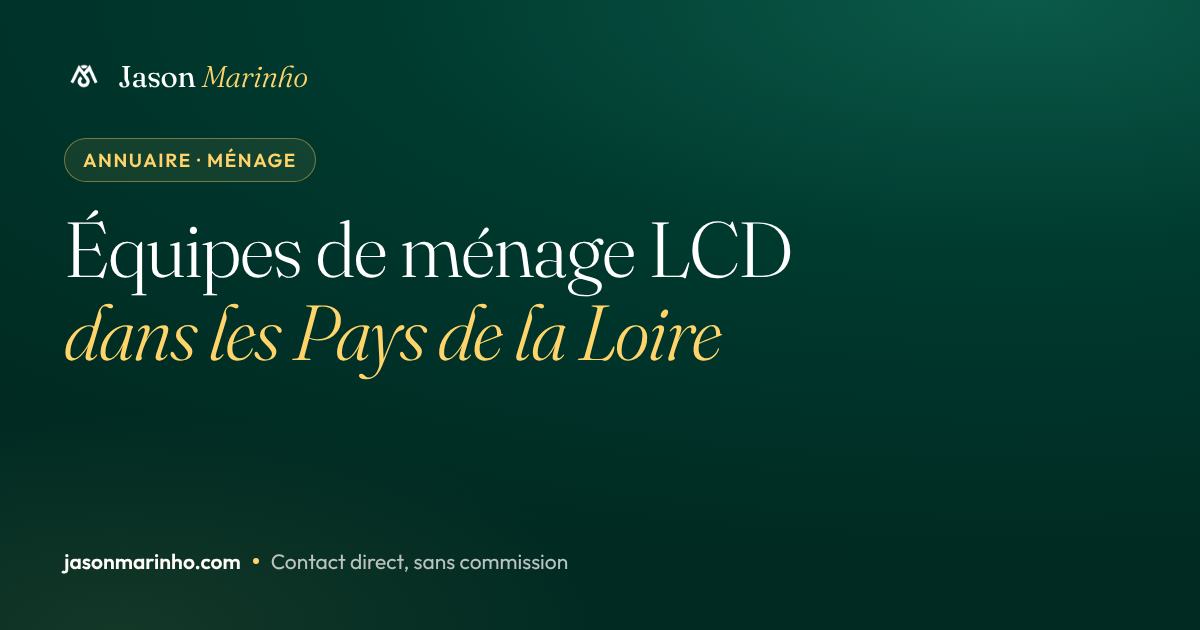 Jason Marinho
ANNUAIRE · MÉNAGE
Équipes de ménage LCD
dans les Pays de la Loire
jasonmarinho.com • Contact direct, sans commission